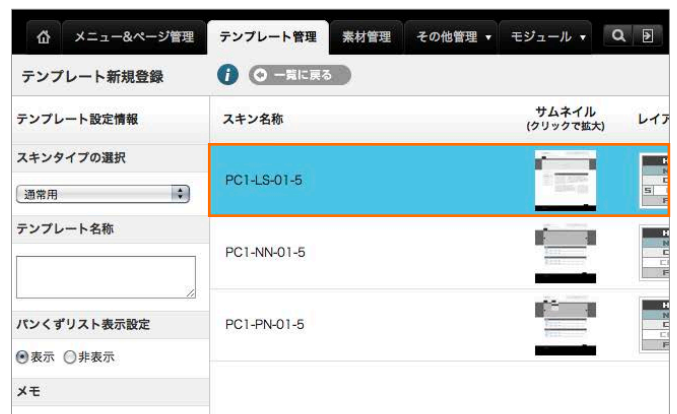 メニュー&ページ管理 テンプレート管理 素材管理 その他管理 ▼ モジュール ▼
テンプレート新規登録 i 一覧に戻る
テンプレート設定情報 スキン名称 サムネイル レイア
(クリックで拡大)
スキンタイプの選択
通常用
PC1-LS-01-5
テンプレート名称
PC1-NN-01-5
パンくずリスト表示設定 PC1-PN-01-5
表示 非表示
メモ